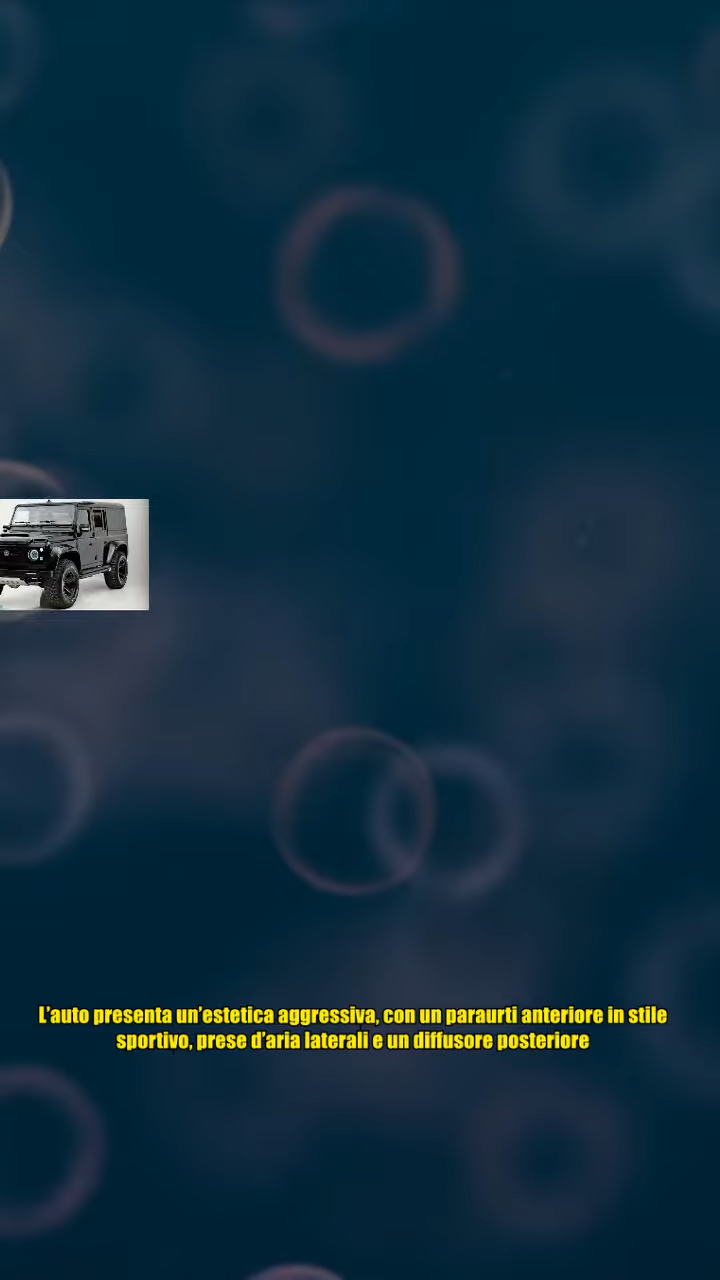 L’auto presenta un’estetica aggressiva, con un paraurti anteriore in stile
sportivo, prese d’aria laterali e un diffusore posteriore